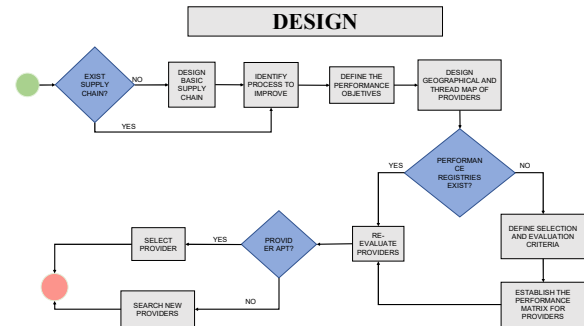 DESIGN
EXIST
SUPPLY
CHAIN?
NO
YES
DESIGN
BASIC
SUPPLY
CHAIN
IDENTIFY
PROCESS TO
IMPROVE
DEFINE THE
PERFORMANCE
OBJETIVES
DESIGN
GEOGRAPHICAL AND
THREAD MAP OF
PROVIDERS
PERFORMAN
CE
REGISTRIES
EXIST?
YES
NO
DEFINE SELECTION
AND EVALUATION
CRITERIA
ESTABLISH THE
PERFORMANCE
MATRIX FOR
PROVIDERS
RE-
EVALUATE
PROVIDERS
PROVID
ER APT?
YES
NO
SELECT
PROVIDER
SEARCH NEW
PROVIDERS